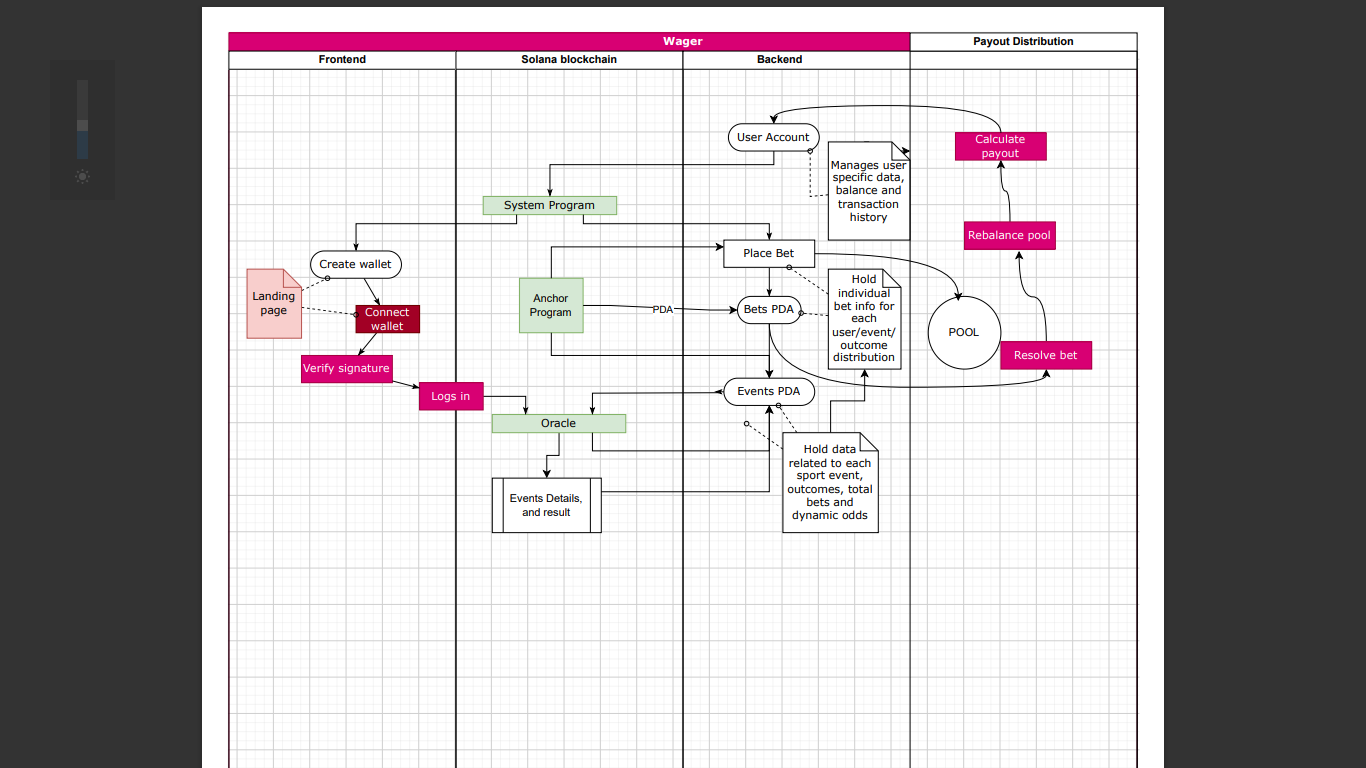 Wager
Payout Distribution
Frontend
Solana blockchain
Backend
User Account
Calculate
payout
Manages user
specific data,
balance and
transaction
history
System Program
Rebalance pool
Place Bet
Create wallet
Landing
page
Connect
wallet
Anchor
Program
PDA
Bets PDA
Hold
individual
bet info for
each
user/event/
outcome
distribution
POOL
Resolve bet
Verify signature
Logs in
Events PDA
Oracle
Hold data
related to each
sport event,
outcomes, total
bets and
dynamic odds
Events Details,
and result